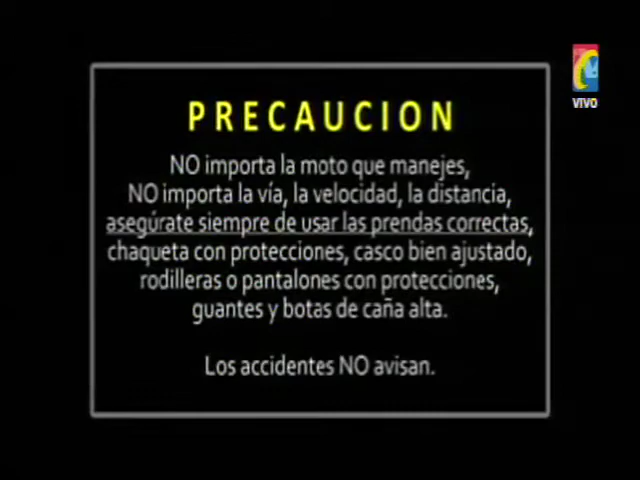 VIVO
PRECAUCION
NO importa la moto que manejes,
NO importa la vía, la velocidad, la distancia,
asegúrate siempre de usar las prendas correctas,
chaqueta con protecciones, casco bien ajustado,
rodilleras o pantalones con protecciones,
guantes y botas de caña alta.
Los accidentes NO avisan.